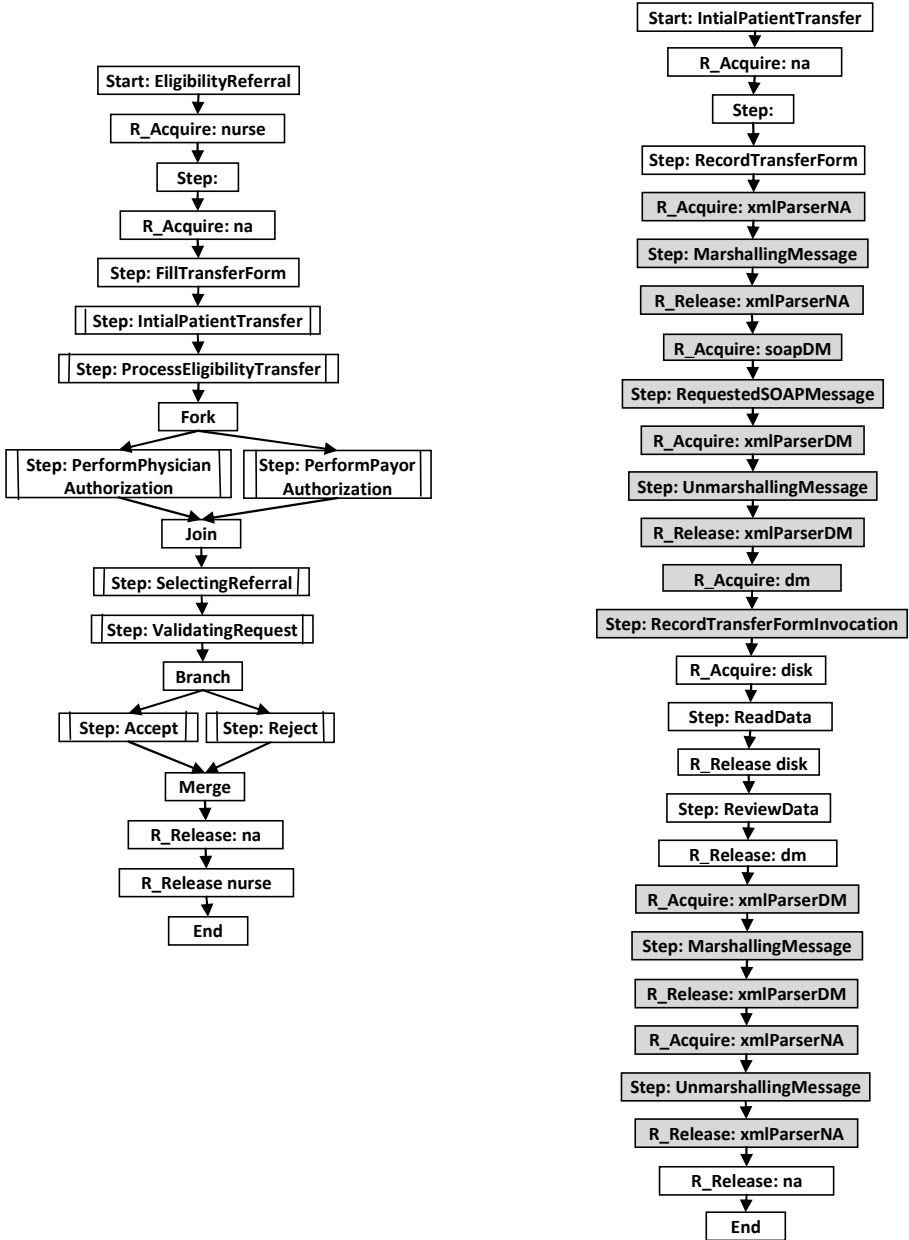 Start: EligibilityReferral
R_Acquire: nurse
Step:
R_Acquire: na
Step: FillTransferForm
Step: IntialPatientTransfer
Step: ProcessEligibilityTransfer
Fork
Step: PerformPhysician
Authorization
Step: PerformPayor
Authorization
Join
Step: SelectingReferral
Step: ValidatingRequest
Branch
Step: Accept
Step: Reject
Merge
R_Release: na
R_Release nurse
End
Start: IntialPatientTransfer
R_Acquire: na
Step:
Step: RecordTransferForm
R_Acquire: xmlParserNA
Step: MarshallingMessage
R_Release: xmlParserNA
R_Acquire: soapDM
Step: RequestedSOAPMessage
R_Acquire: xmlParserDM
Step: UnmarshallingMessage
R_Release: xmlParserDM
R_Acquire: dm
Step: RecordTransferFormInvocation
R_Acquire: disk
Step: ReadData
R_Release disk
Step: ReviewData
R_Release: dm
R_Acquire: xmlParserDM
Step: MarshallingMessage
R_Release: xmlParserDM
R_Acquire: xmlParserNA
Step: UnmarshallingMessage
R_Release: xmlParserNA
R_Release: na
End